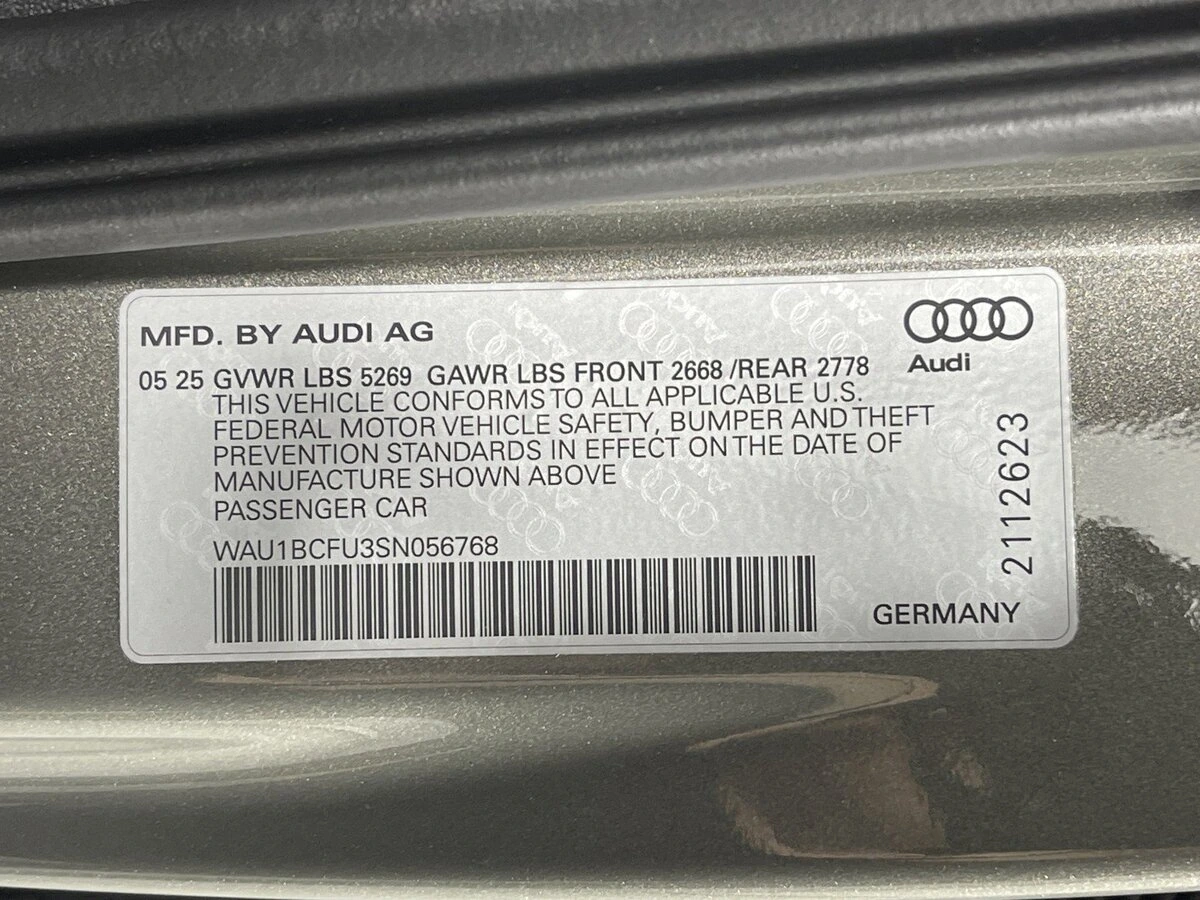 MFD. BY AUDI AG
Audi
05 25 GVWR LBS 5269 GAWR LBS FRONT 2668 /REAR 2778
THIS VEHICLE CONFORMS TO ALL APPLICABLE U.S.
FEDERAL MOTOR VEHICLE SAFETY, BUMPER AND THEFT
PREVENTION STANDARDS IN EFFECT ON THE DATE OF
MANUFACTURE SHOWN ABOVE
PASSENGER CAR
WAU1BCFU3SN056768
GERMANY
2112623